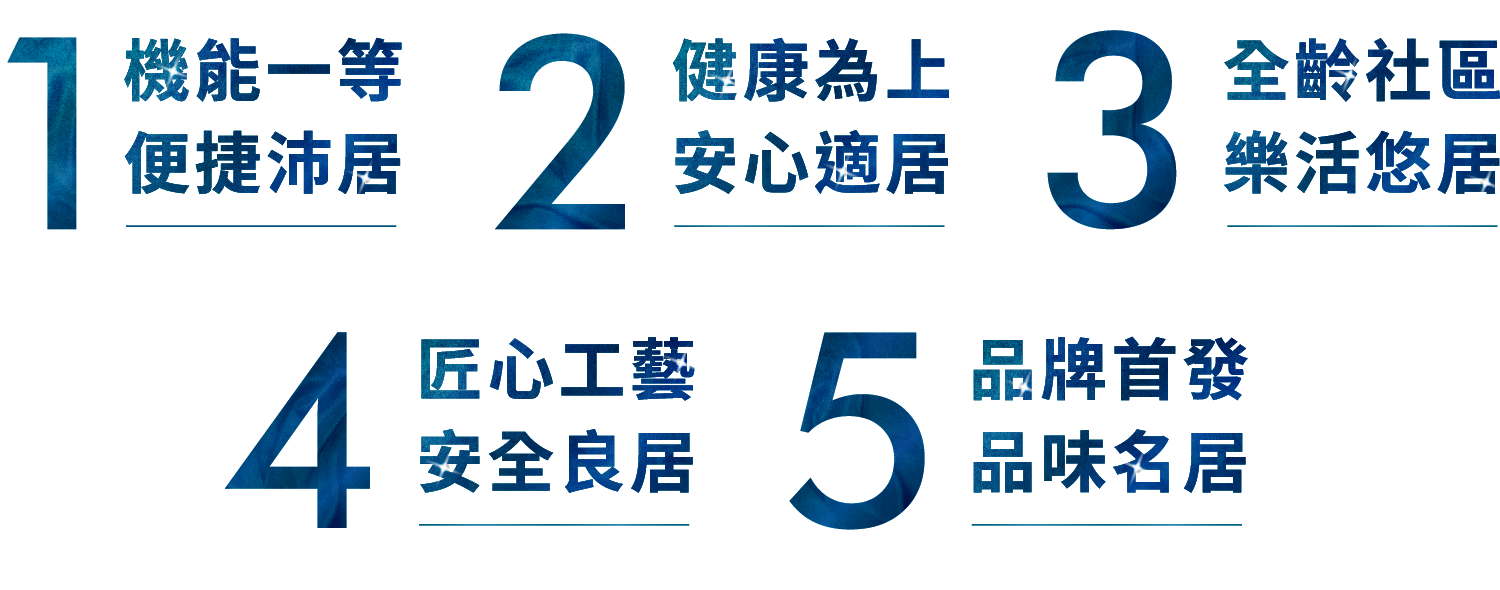 1
機能一等
便捷沛居
2
健康為上
安心適居
3
全齡社區
樂活悠居
4
匠心工藝
安全良居
5
品牌首發
品味名居